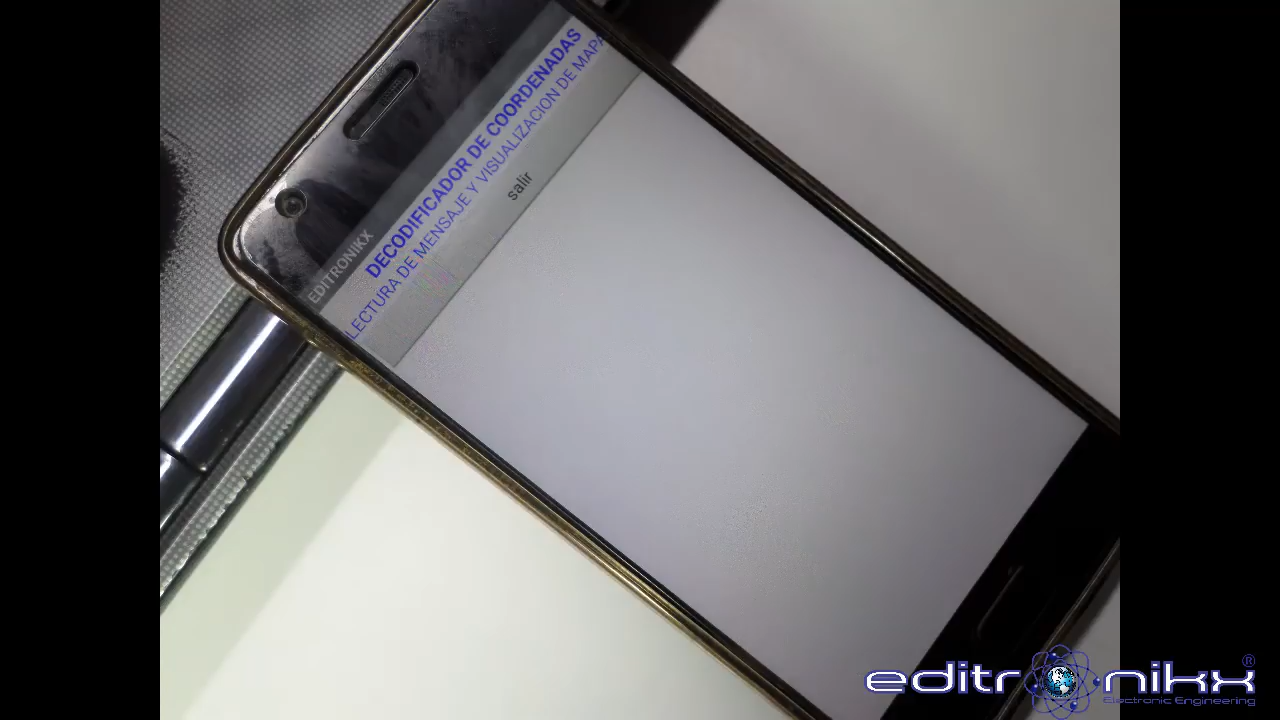 EDITRONIKX
DECODIFICADOR DE COORDENADAS
LECTURA DE MENSAJE Y VISUALIZACION DE MAPA
salir
editronikx®
Electronic Engineering